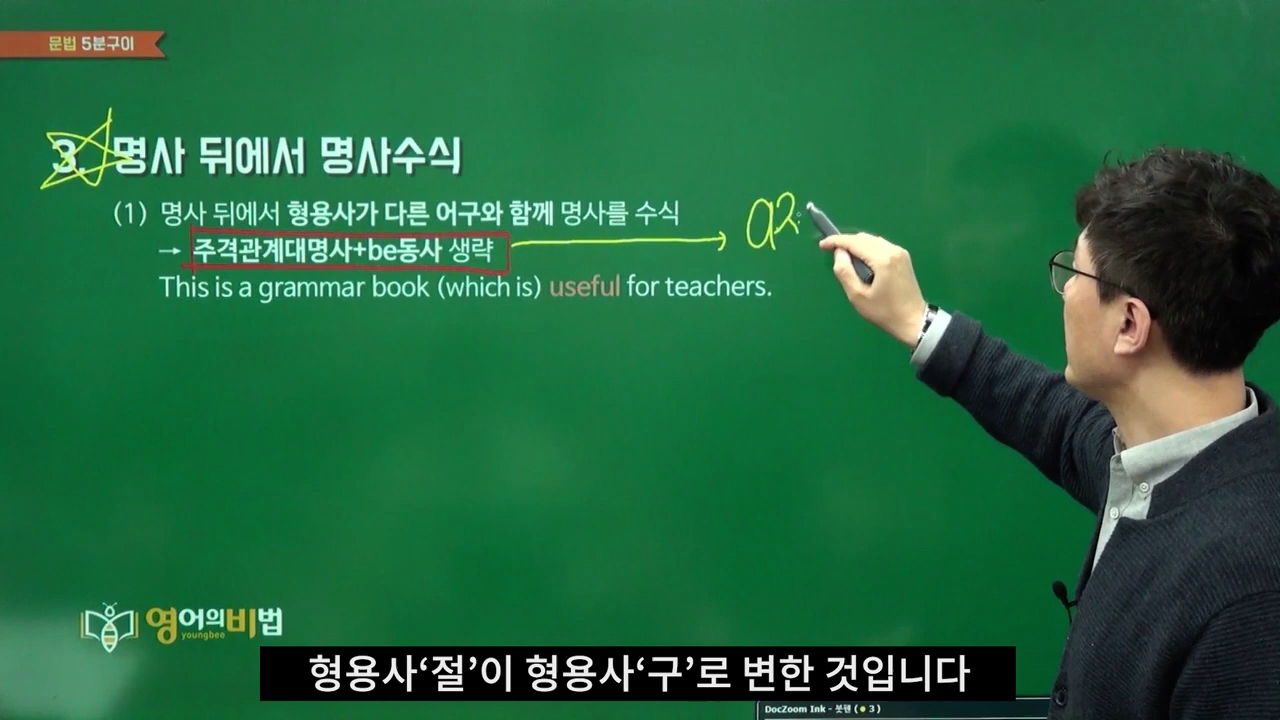 문법 5분구이
3. 명사 뒤에서 명사수식
(1) 명사 뒤에서 형용사가 다른 어구와 함께 명사를 수식
→ 주격관계대명사+be동사 생략
This is a grammar book (which is) useful for teachers.
영어의비법
youngbee
형용사‘절’이 형용사‘구’로 변한 것입니다
DocZoom Ink - 붓펜 ( 3 )